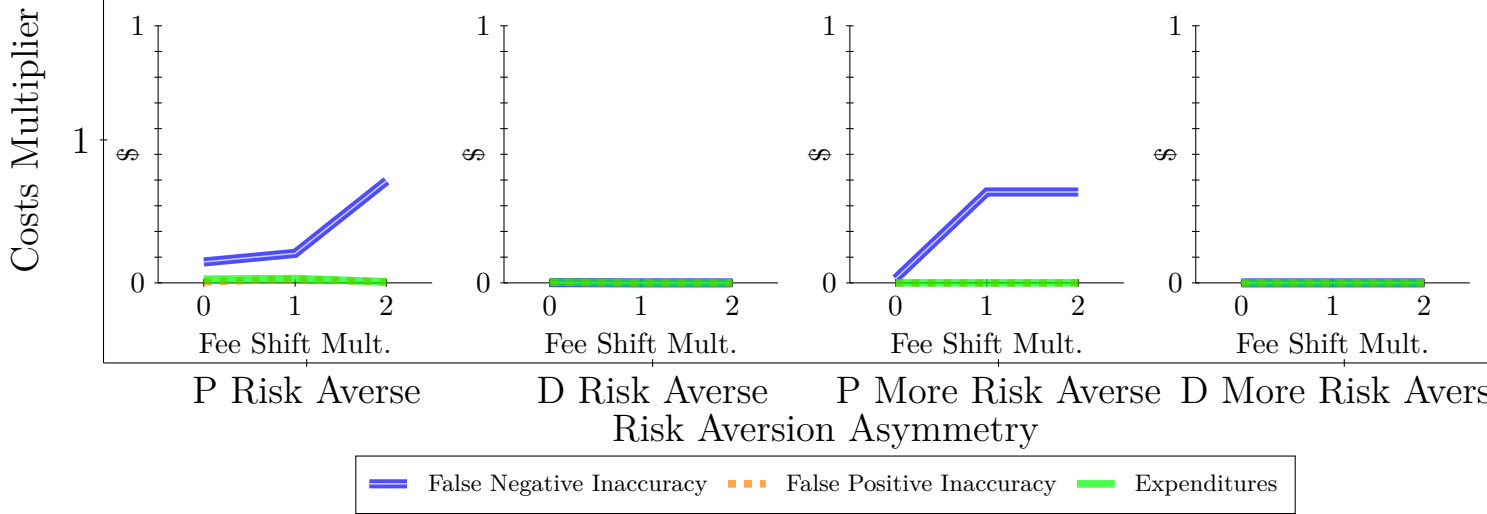 Costs Multiplier
1
1
$
0
0 1 2
Fee Shift Mult.
1
$
0
0 1 2
Fee Shift Mult.
1
$
0
0 1 2
Fee Shift Mult.
1
$
0
0 1 2
Fee Shift Mult.
P Risk Averse D Risk Averse P More Risk Averse D More Risk Avers
Risk Aversion Asymmetry
False Negative Inaccuracy False Positive Inaccuracy Expenditures